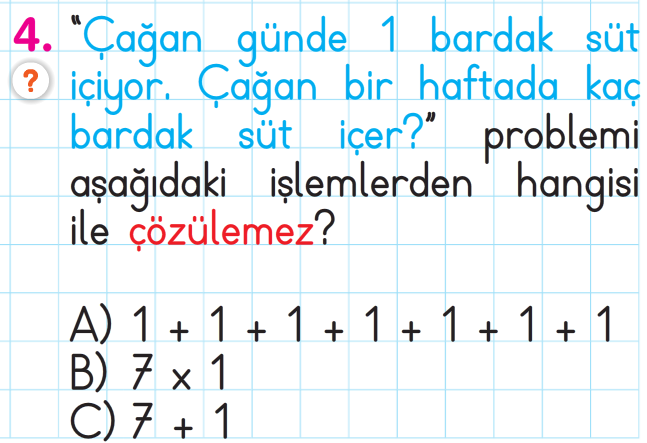 4. "Çağan günde 1 bardak süt
? içiyor. Çağan bir haftada kaç
bardak süt içer?" problemi
aşağıdaki işlemlerden hangisi
ile çözülemez?
A) 1 + 1 + 1 + 1 + 1 + 1 + 1
B) 7 x 1
C) 7 + 1